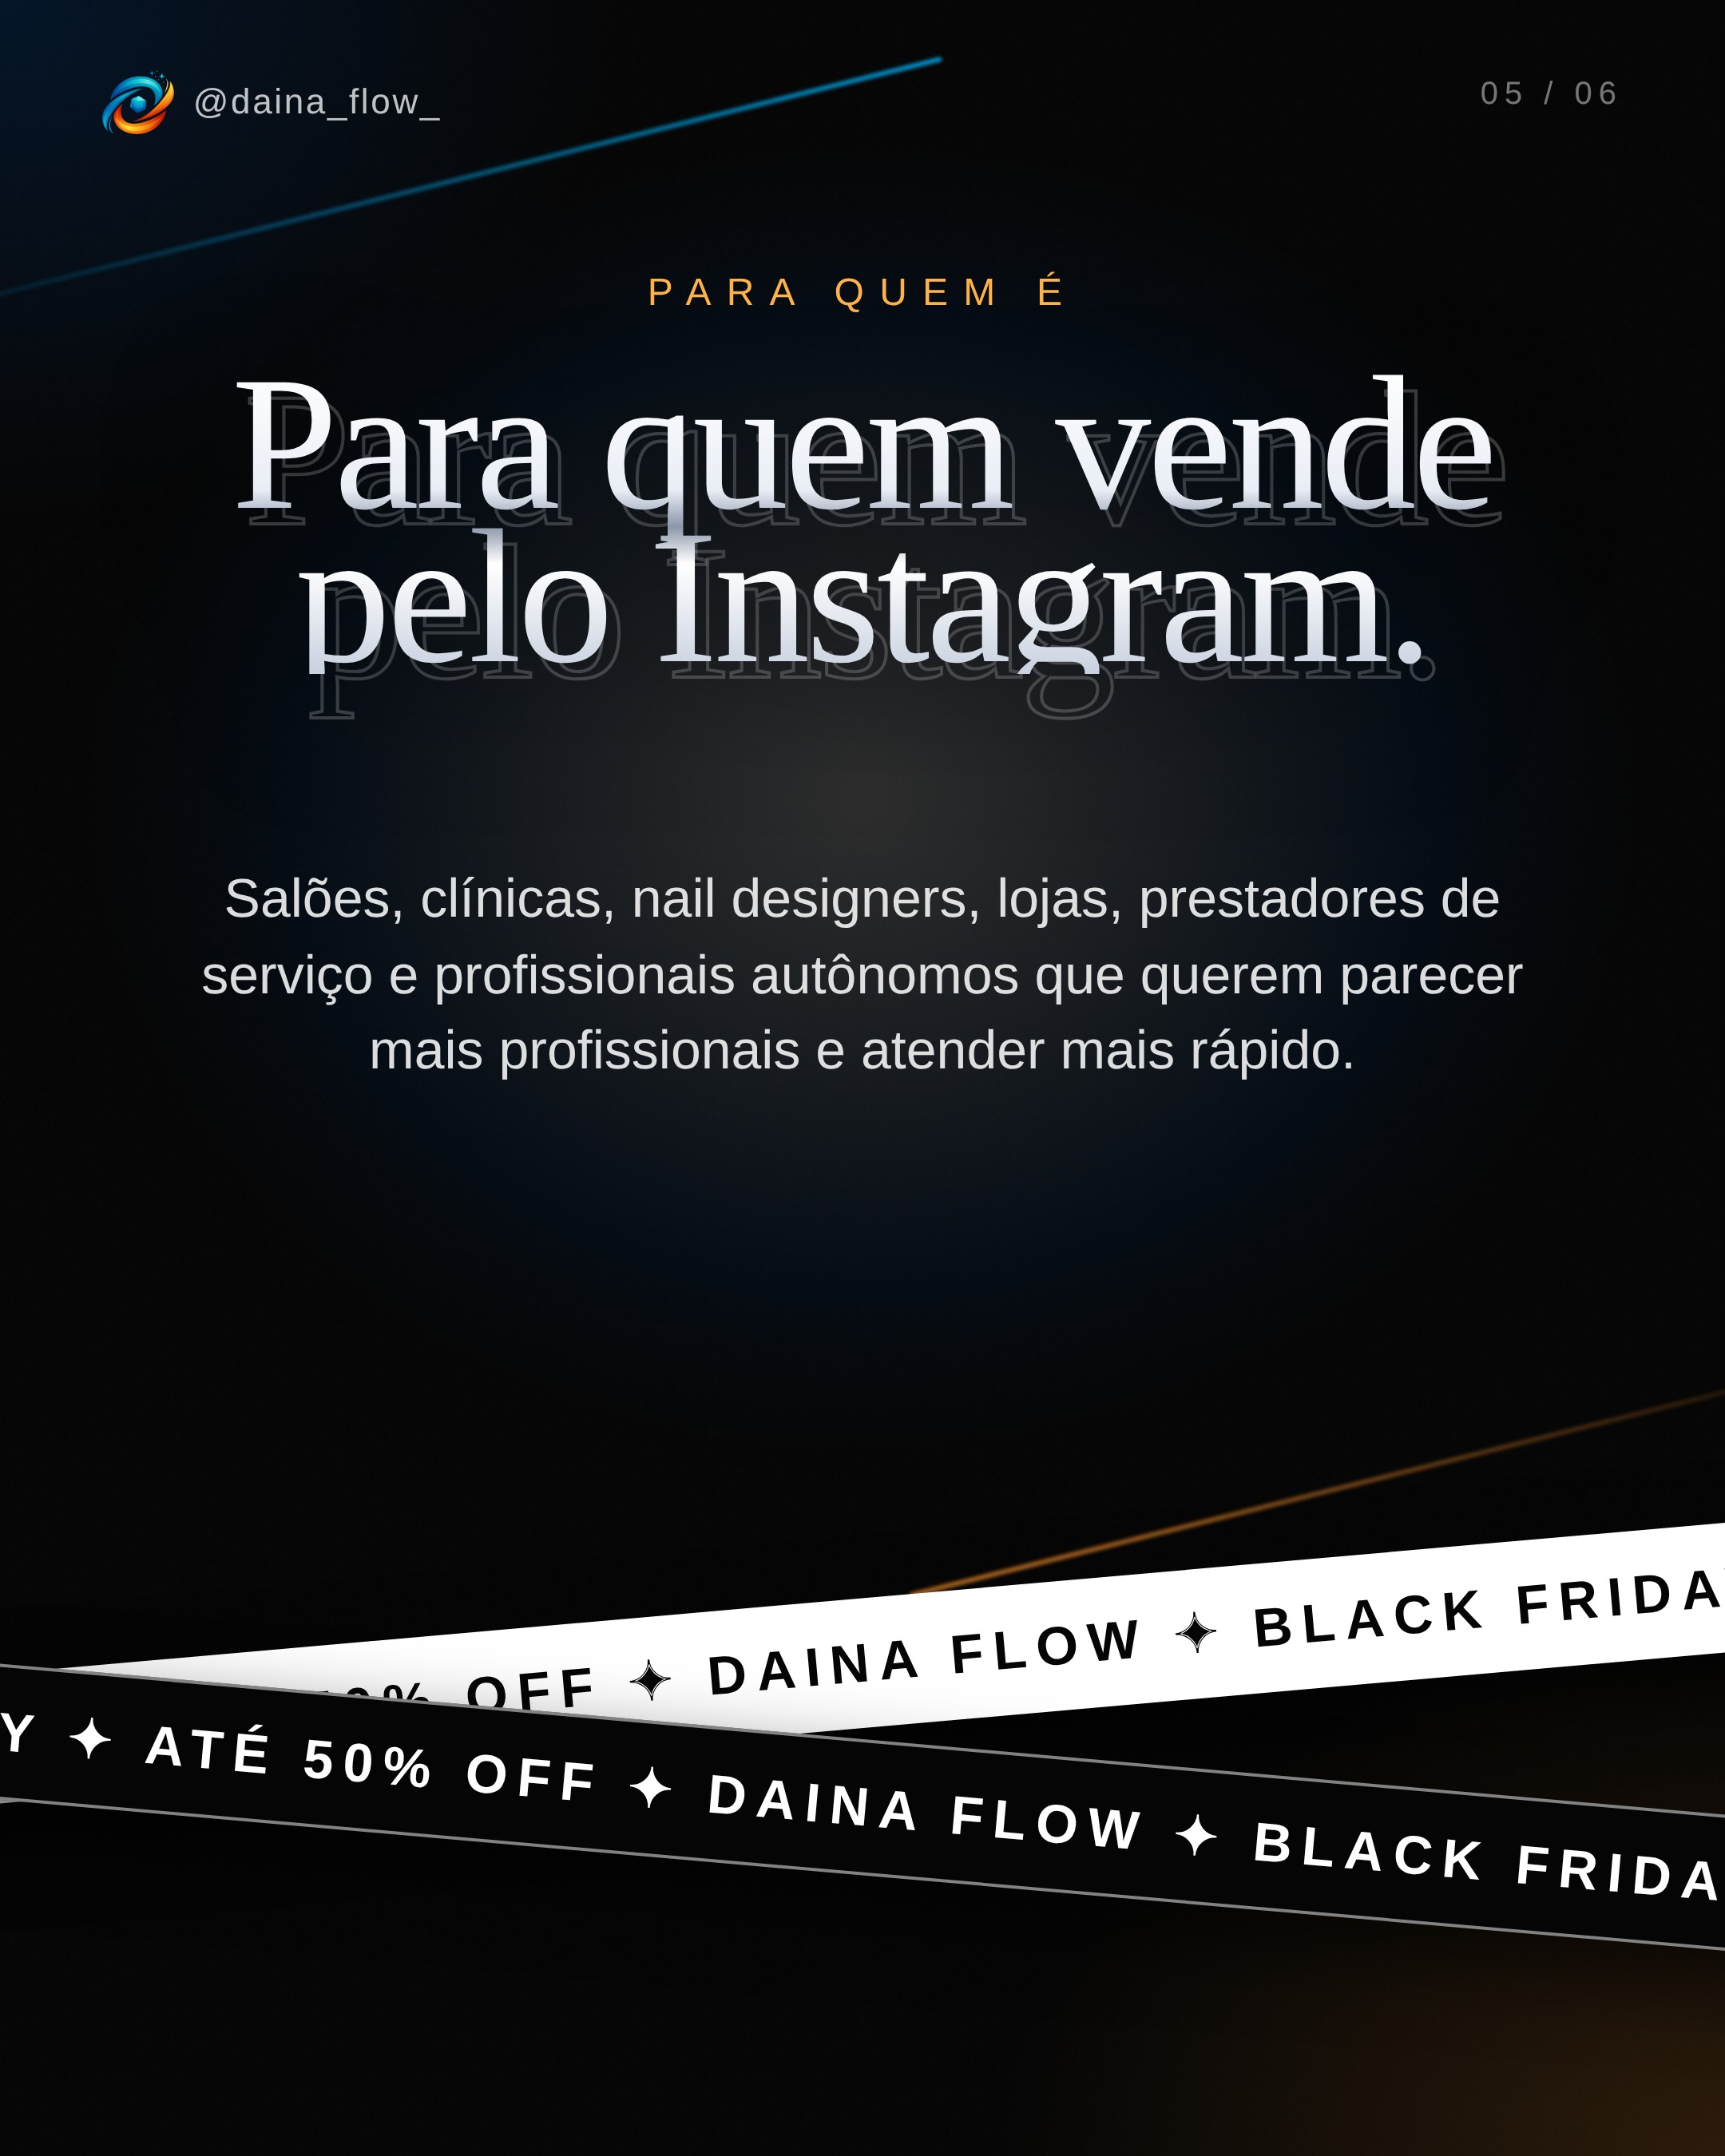 @daina_flow_
05 / 06
PARA QUEM É
Para quem vende
pelo Instagram.
Salões, clínicas, nail designers, lojas, prestadores de
serviço e profissionais autônomos que querem parecer
mais profissionais e atender mais rápido.
OFF ✦ DAINA FLOW ✦ BLACK FRIDAY
Y ✦ ATÉ 50% OFF ✦ DAINA FLOW ✦ BLACK FRIDA